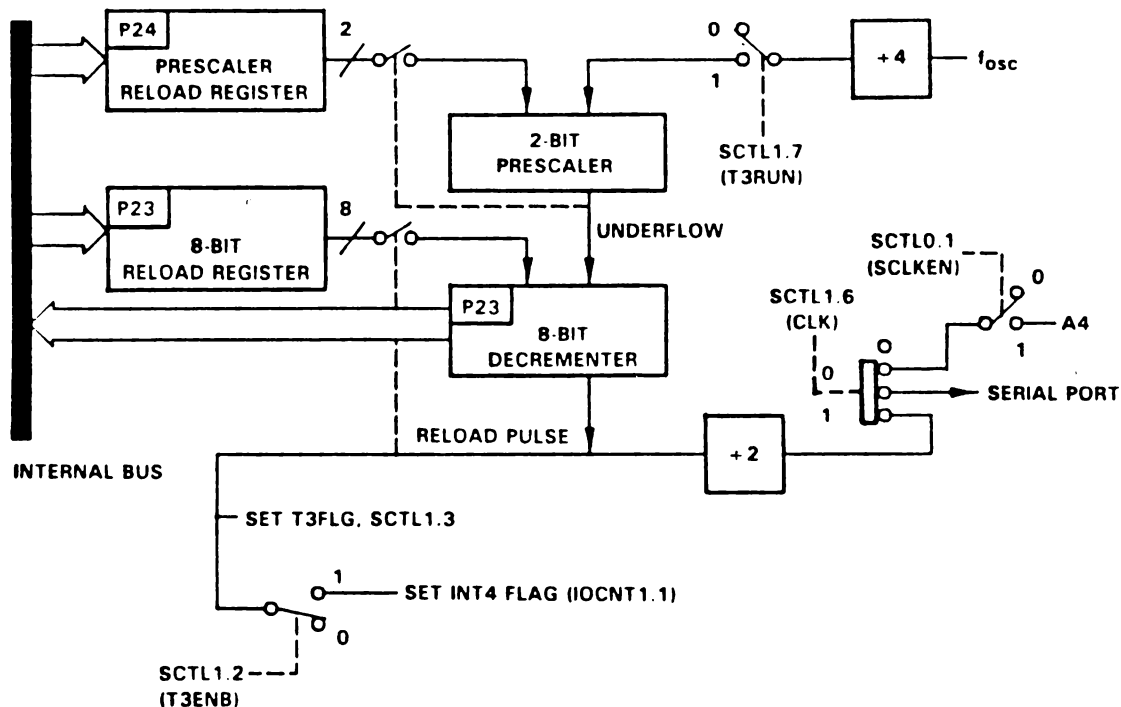 P24
PRESCALER
RELOAD REGISTER
2
0
1
÷4
fosc
2-BIT
PRESCALER
SCTL1.7
(T3RUN)
P23
8-BIT
RELOAD REGISTER
8
UNDERFLOW
P23
8-BIT
DECREMENTER
SCTL0.1
(SCLKEN)
0
A4
1
SCTL1.6
(CLK)
0
1
SERIAL PORT
RELOAD PULSE
÷2
INTERNAL BUS
SET T3FLG, SCTL1.3
1
SET INT4 FLAG (IOCNT1.1)
0
SCTL1.2
(T3ENB)